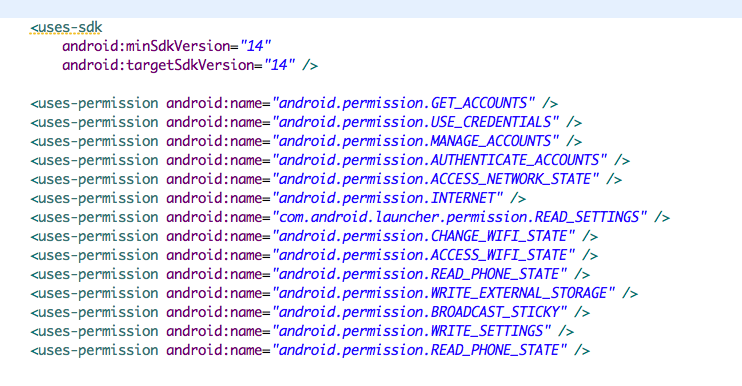 <uses-sdk
android:minSdkVersion="14"
android:targetSdkVersion="14" />
<uses-permission android:name="android.permission.GET_ACCOUNTS" />
<uses-permission android:name="android.permission.USE_CREDENTIALS" />
<uses-permission android:name="android.permission.MANAGE_ACCOUNTS" />
<uses-permission android:name="android.permission.AUTHENTICATE_ACCOUNTS" />
<uses-permission android:name="android.permission.ACCESS_NETWORK_STATE" />
<uses-permission android:name="android.permission.INTERNET" />
<uses-permission android:name="com.android.launcher.permission.READ_SETTINGS" />
<uses-permission android:name="android.permission.CHANGE_WIFI_STATE" />
<uses-permission android:name="android.permission.ACCESS_WIFI_STATE" />
<uses-permission android:name="android.permission.READ_PHONE_STATE" />
<uses-permission android:name="android.permission.WRITE_EXTERNAL_STORAGE" />
<uses-permission android:name="android.permission.BROADCAST_STICKY" />
<uses-permission android:name="android.permission.WRITE_SETTINGS" />
<uses-permission android:name="android.permission.READ_PHONE_STATE" />